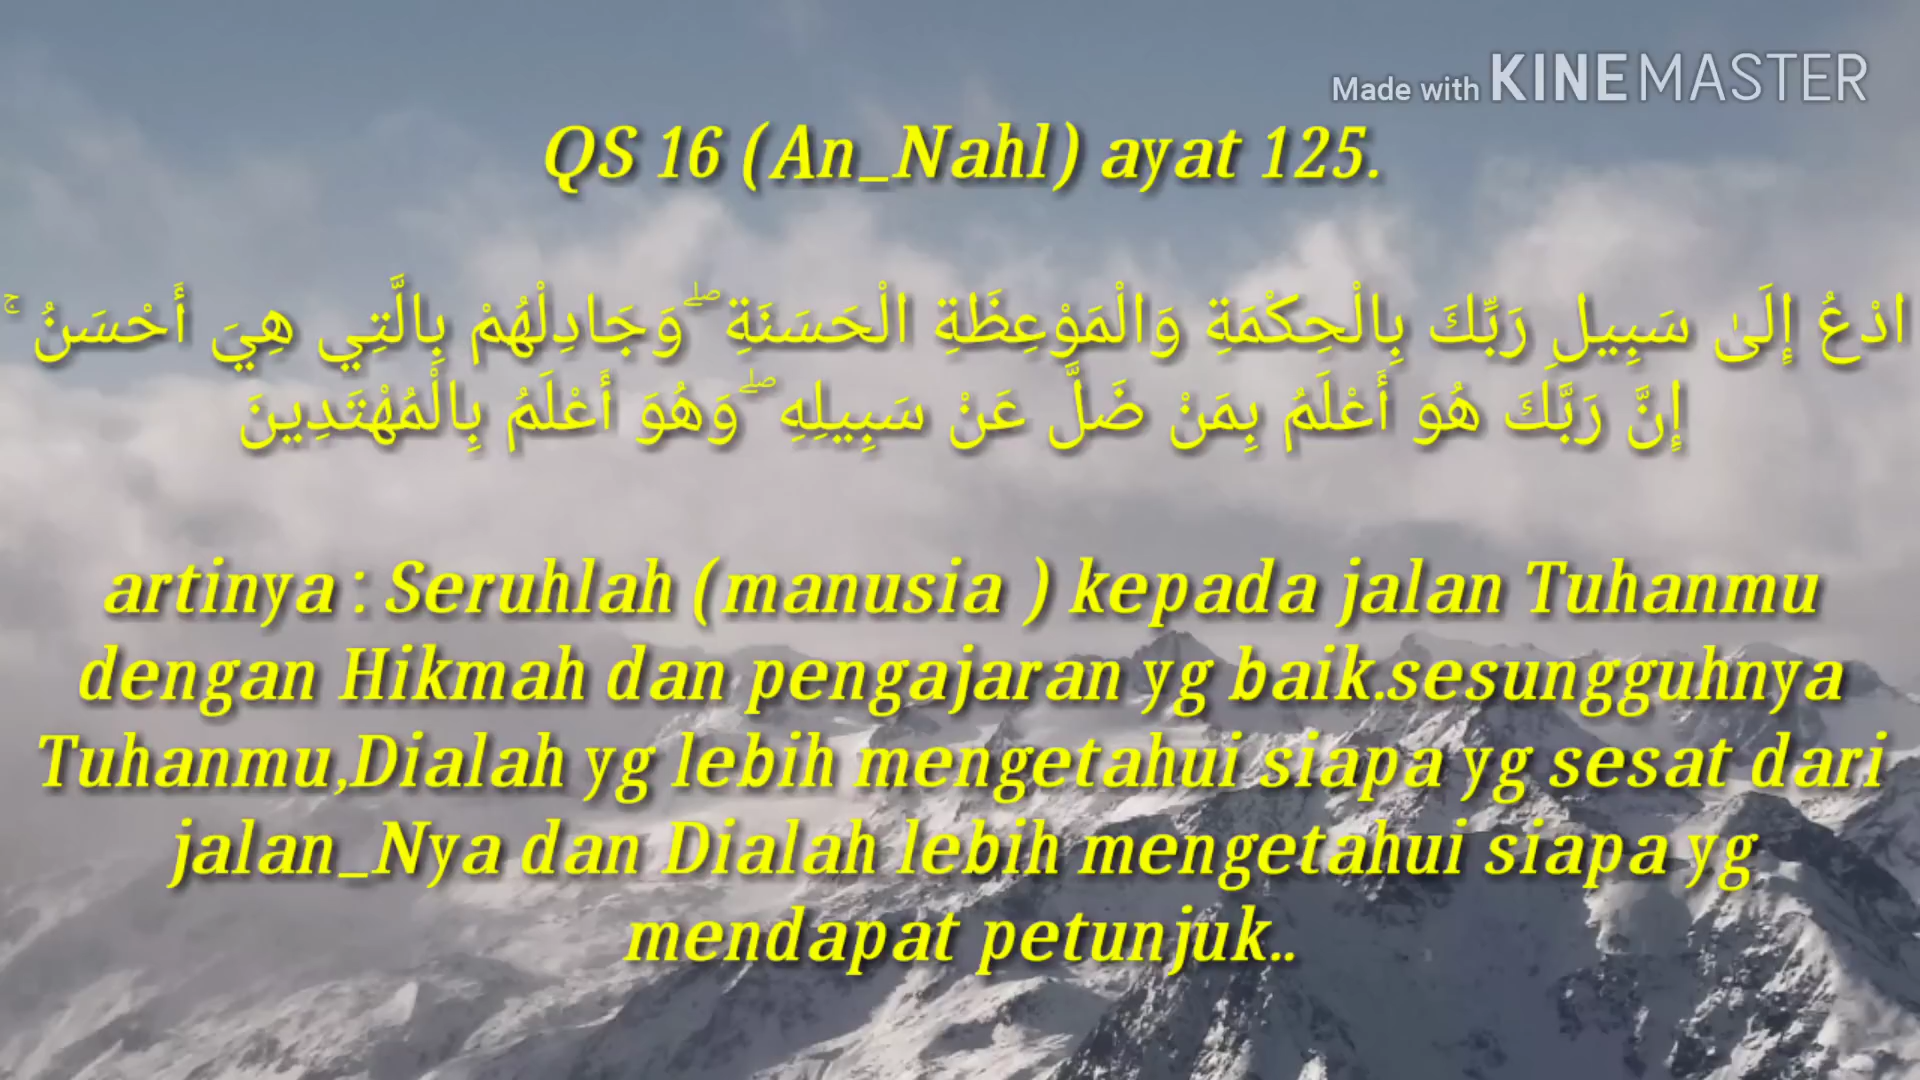 Made with KINEMASTER
QS 16 (An_Nahl) ayat 125.
ادْعُ إِلَىٰ سَبِيلِ رَبِّكَ بِالْحِكْمَةِ وَالْمَوْعِظَةِ الْحَسَنَةِ ۖ وَجَادِلْهُمْ بِالَّتِي هِيَ أَحْسَنُ ۚ
إِنَّ رَبَّكَ هُوَ أَعْلَمُ بِمَنْ ضَلَّ عَنْ سَبِيلِهِ ۖ وَهُوَ أَعْلَمُ بِالْمُهْتَدِينَ
artinya : Seruhlah (manusia ) kepada jalan Tuhanmu
dengan Hikmah dan pengajaran yg baik.sesungguhnya
Tuhanmu,Dialah yg lebih mengetahui siapa yg sesat dari
jalan_Nya dan Dialah lebih mengetahui siapa yg
mendapat petunjuk..